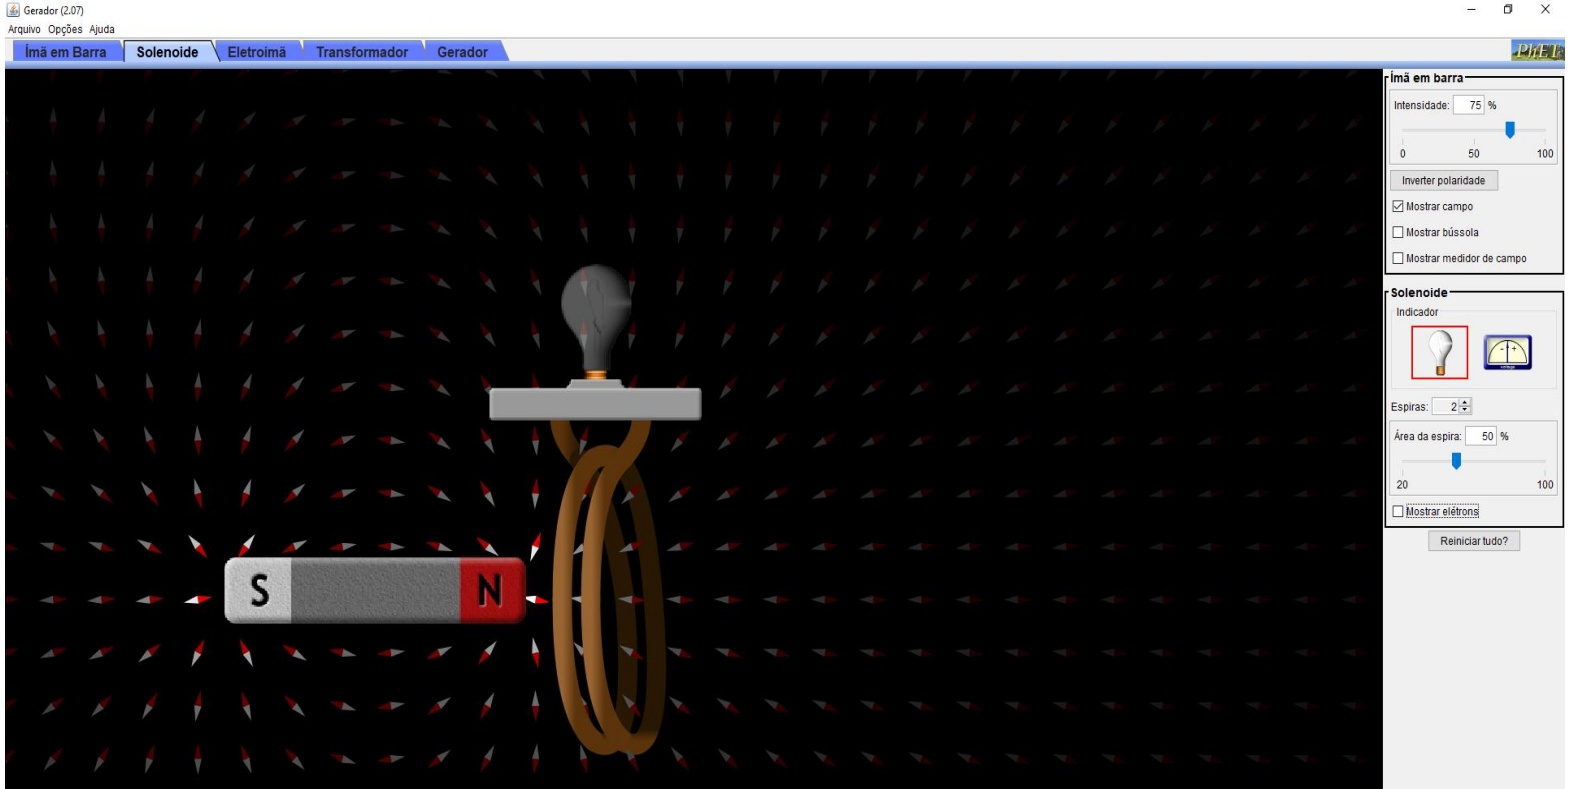 Gerador (2.07)
Arquivo Opções Ajuda
Ímã em Barra Solenoide Eletroimã Transformador Gerador
PhET
Ímã em barra
Intensidade: 75 %
0 50 100
Inverter polaridade
Mostrar campo
Mostrar bússola
Mostrar medidor de campo
Solenoide
Indicador
- +
voltage
Espiras: 2
Área da espira: 50 %
20 100
Mostrar elétrons
Reiniciar tudo?
S N